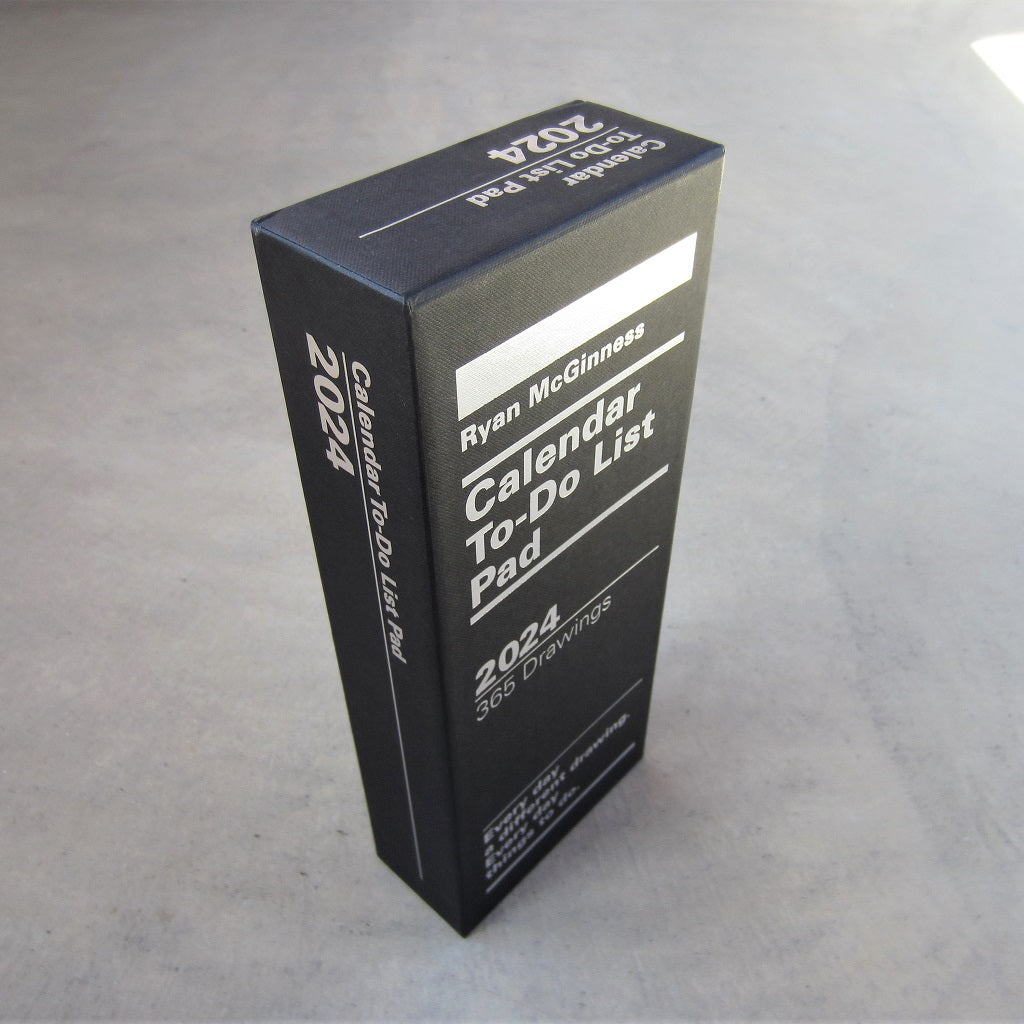 2024
Calendar
To-Do List Pad
Calendar To-Do List Pad
2024
Ryan McGinness
Calendar
To-Do List
Pad
2024
365 Drawings
Every day
a different drawing.
Every day
things to do.